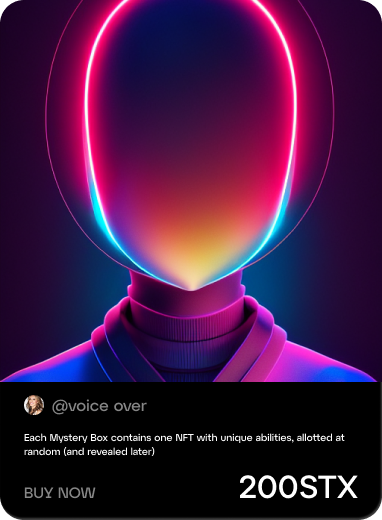 @voice over
Each Mystery Box contains one NFT with unique abilities, allotted at
random (and revealed later)
BUY NOW
200STX